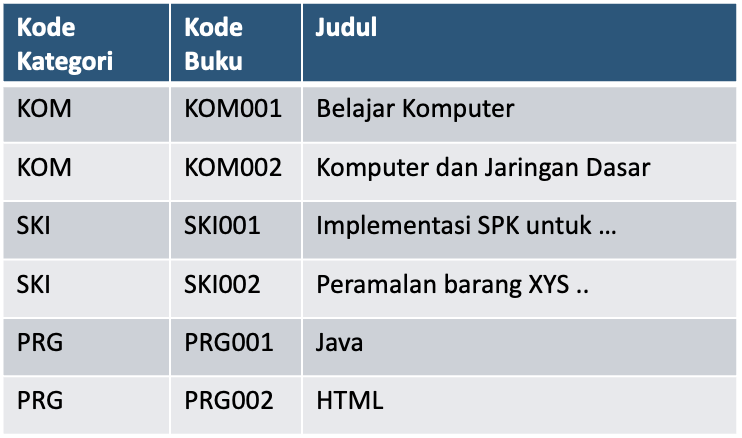 Kode Kategori Kode Buku Judul
KOM KOM001 Belajar Komputer
KOM KOM002 Komputer dan Jaringan Dasar
SKI SKI001 Implementasi SPK untuk ...
SKI SKI002 Peramalan barang XYS ..
PRG PRG001 Java
PRG PRG002 HTML